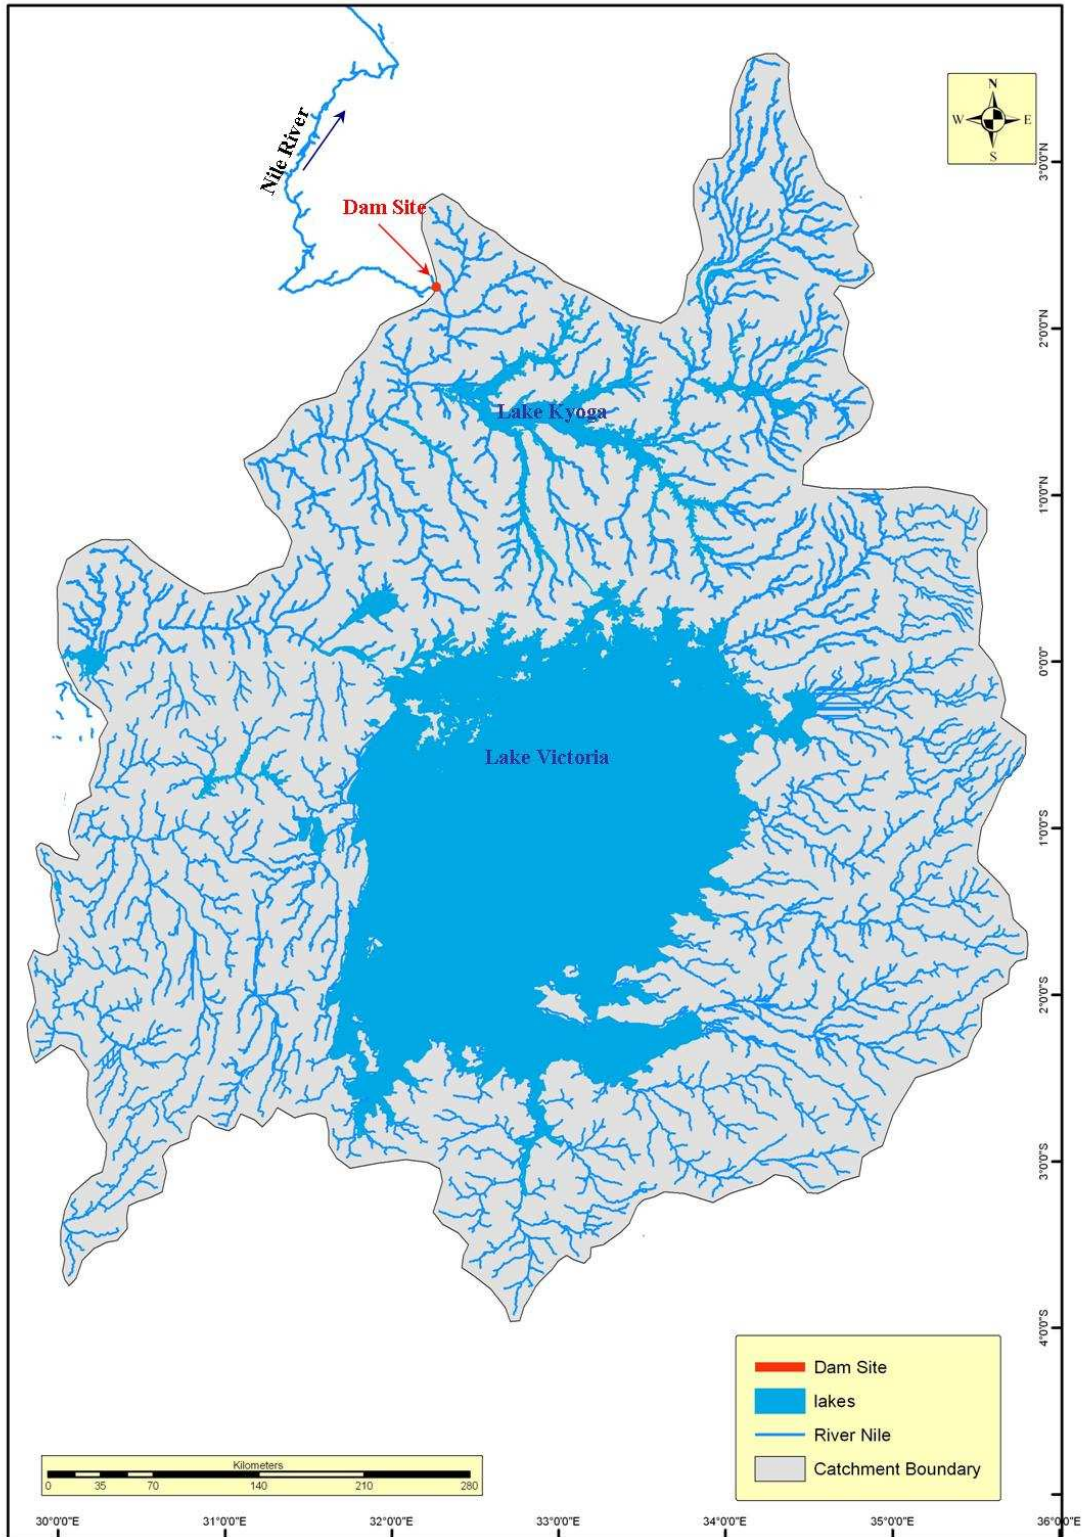 N
W E
S
Nile River
Dam Site
3°0'0"N
2°0'0"N
Lake Kyoga
1°0'0"N
0°0'0"
Lake Victoria
1°0'0"S
2°0'0"S
3°0'0"S
4°0'0"S
Dam Site
lakes
River Nile
Catchment Boundary
Kilometers
0 35 70 140 210 280
30°0'0"E 31°0'0"E 32°0'0"E 33°0'0"E 34°0'0"E 35°0'0"E 36°0'0"E